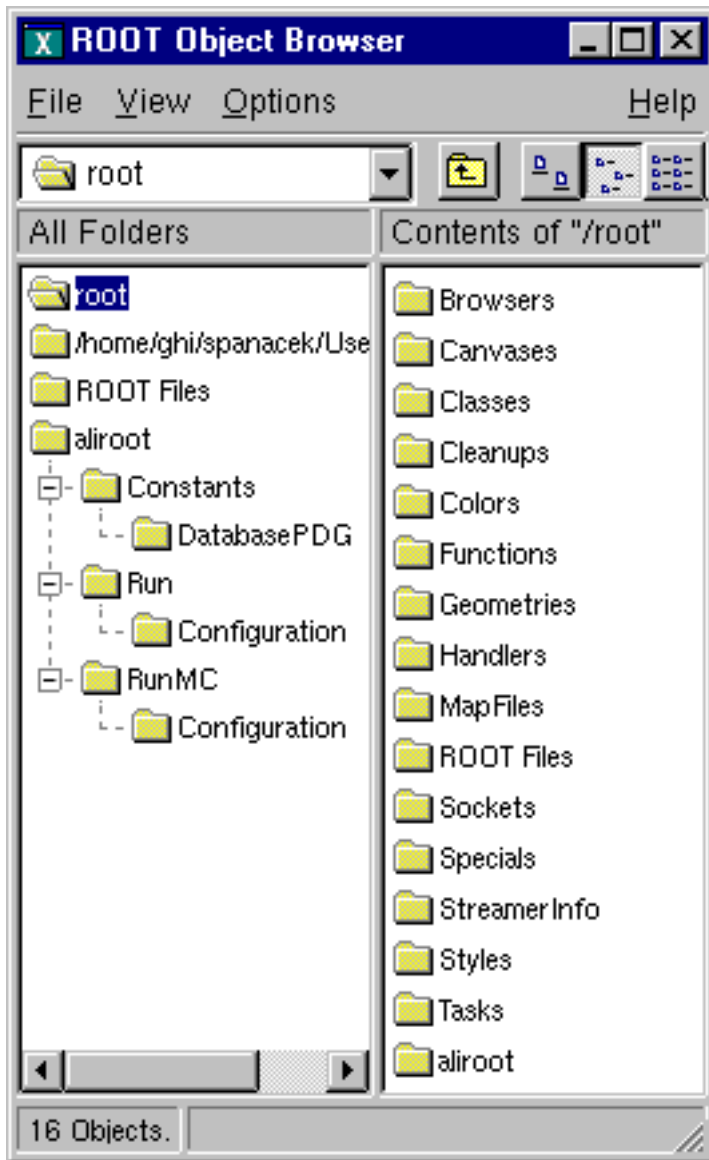 X ROOT Object Browser
File View Options Help
root
All Folders
Contents of "/root"
root
/home/ghi/spanacek/Use
ROOT Files
aliroot
Constants
DatabasePDG
Run
Configuration
RunMC
Configuration
Browsers
Canvases
Classes
Cleanups
Colors
Functions
Geometries
Handlers
MapFiles
ROOT Files
Sockets
Specials
StreamerInfo
Styles
Tasks
aliroot
16 Objects.